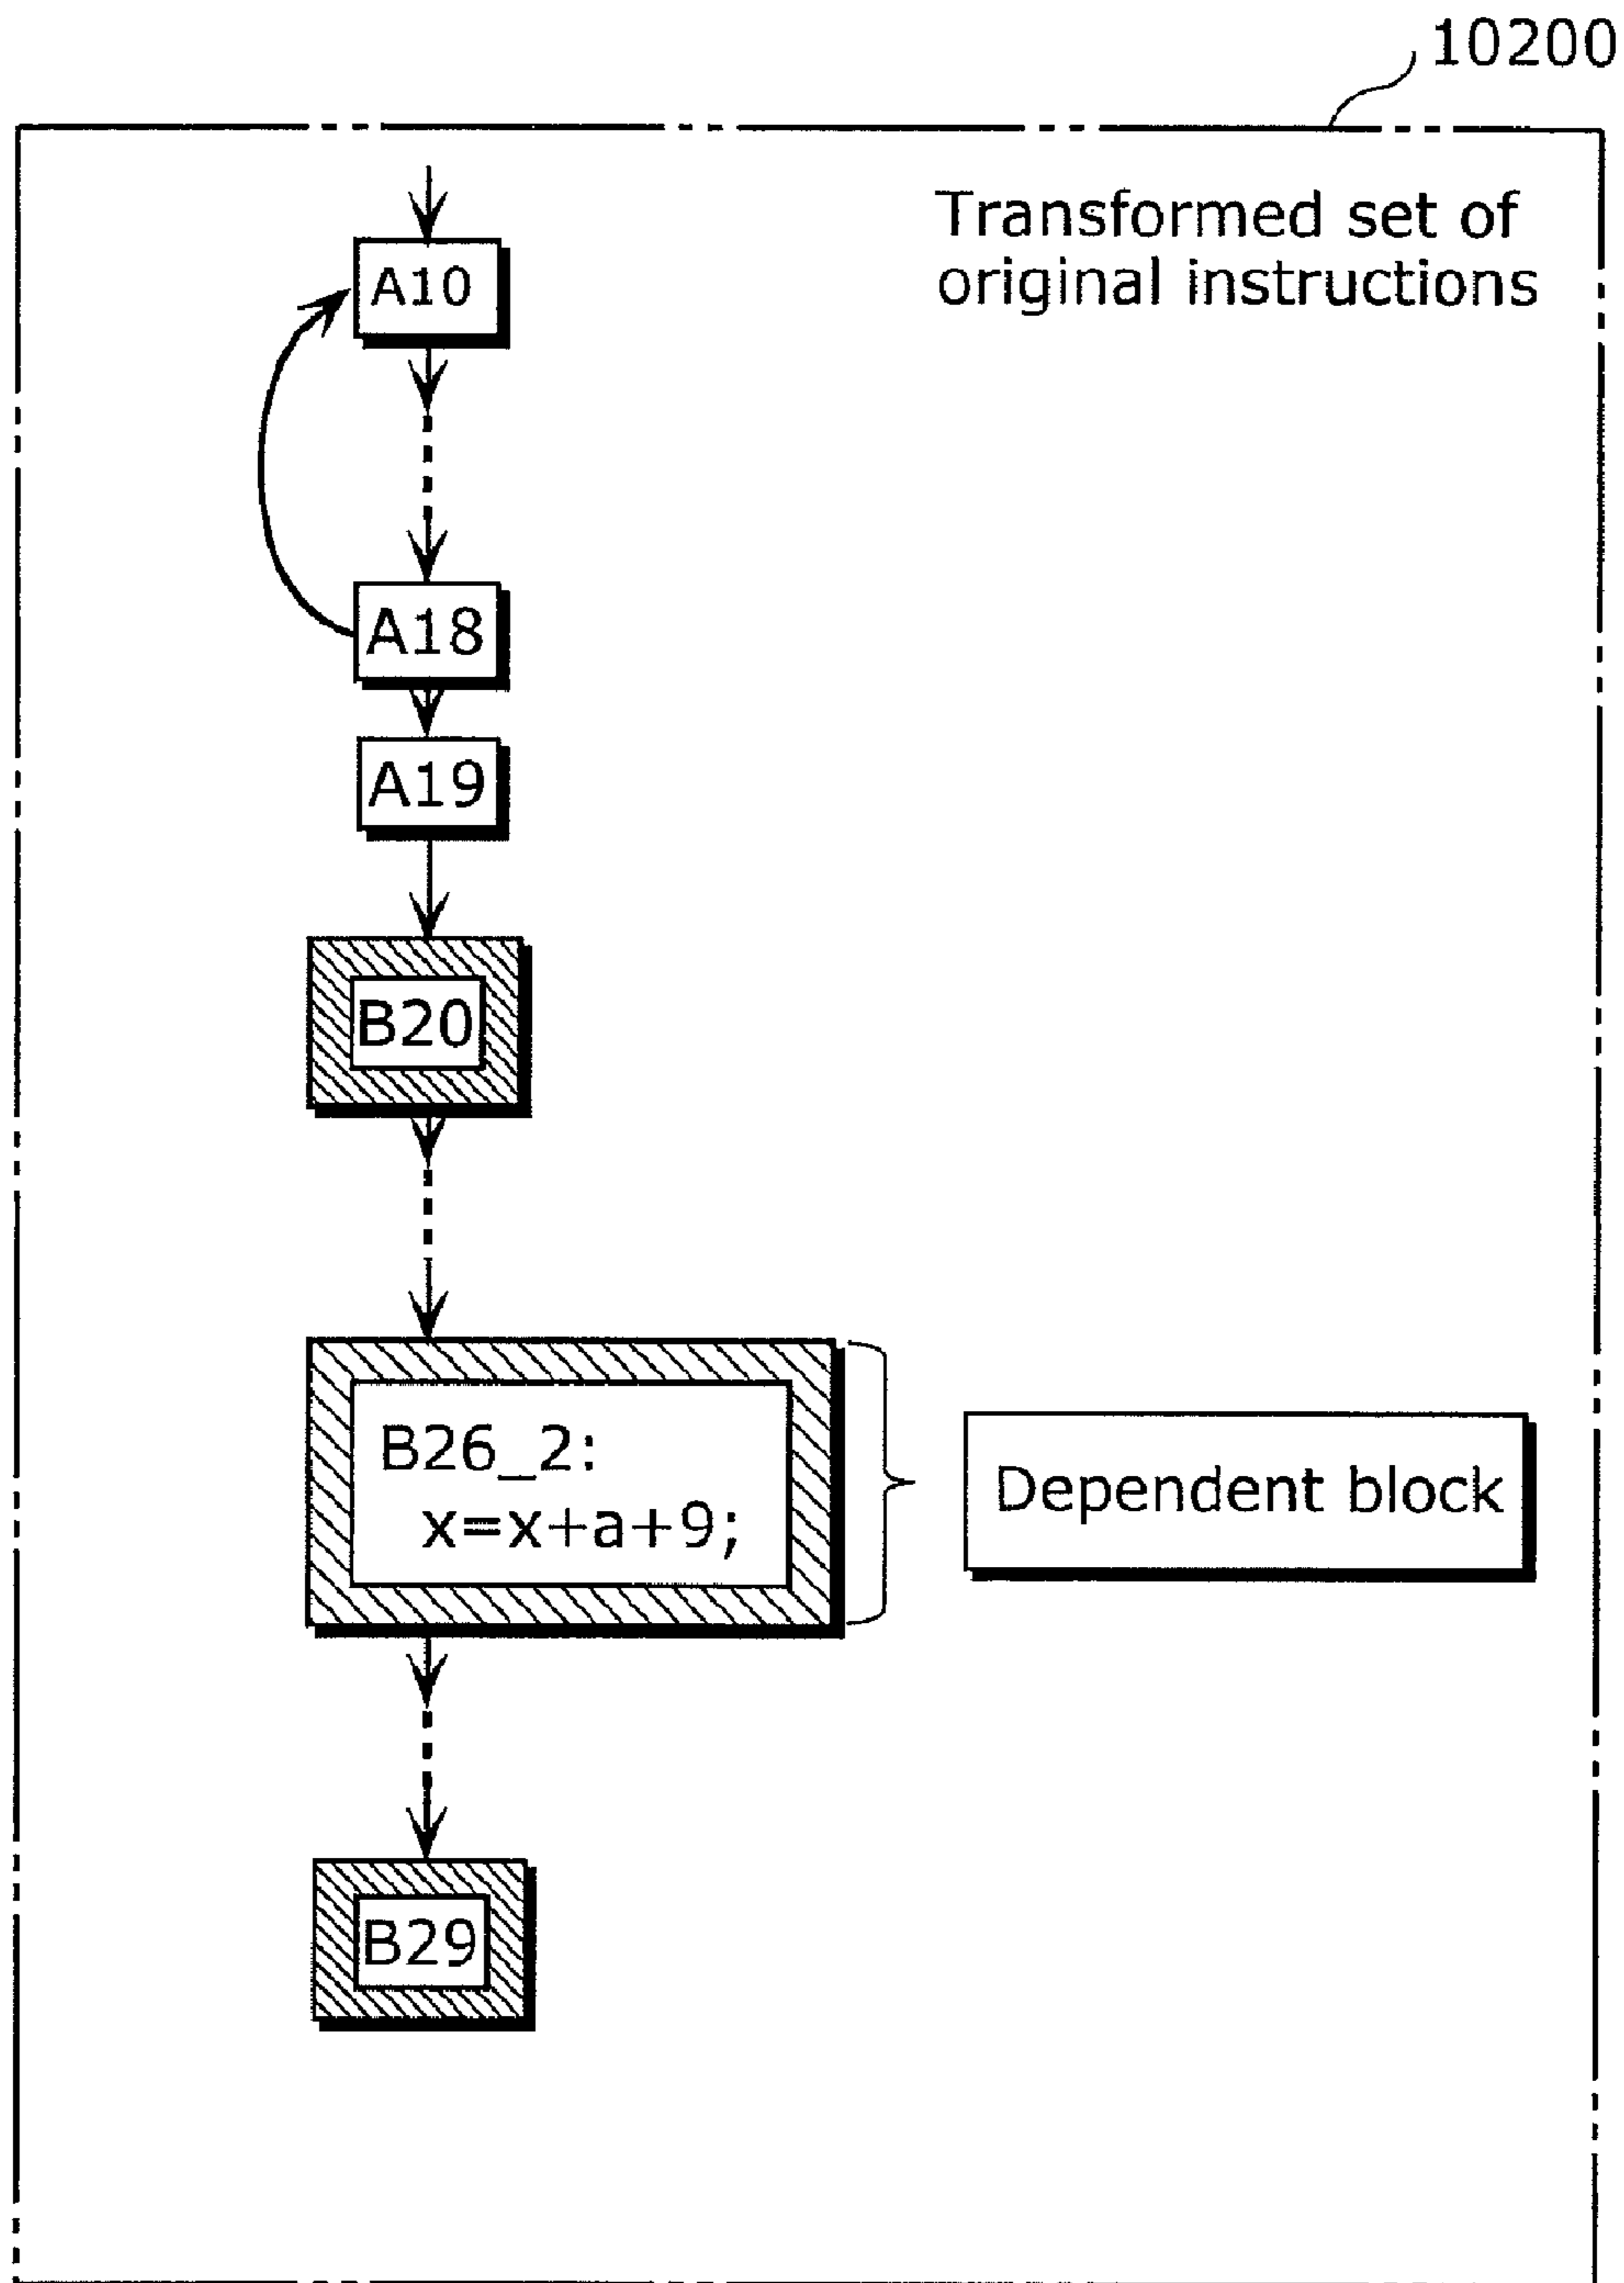 10200
Transformed set of
original instructions
A10
A18
A19
B20
B26_2:
x=x+a+9;
Dependent block
B29